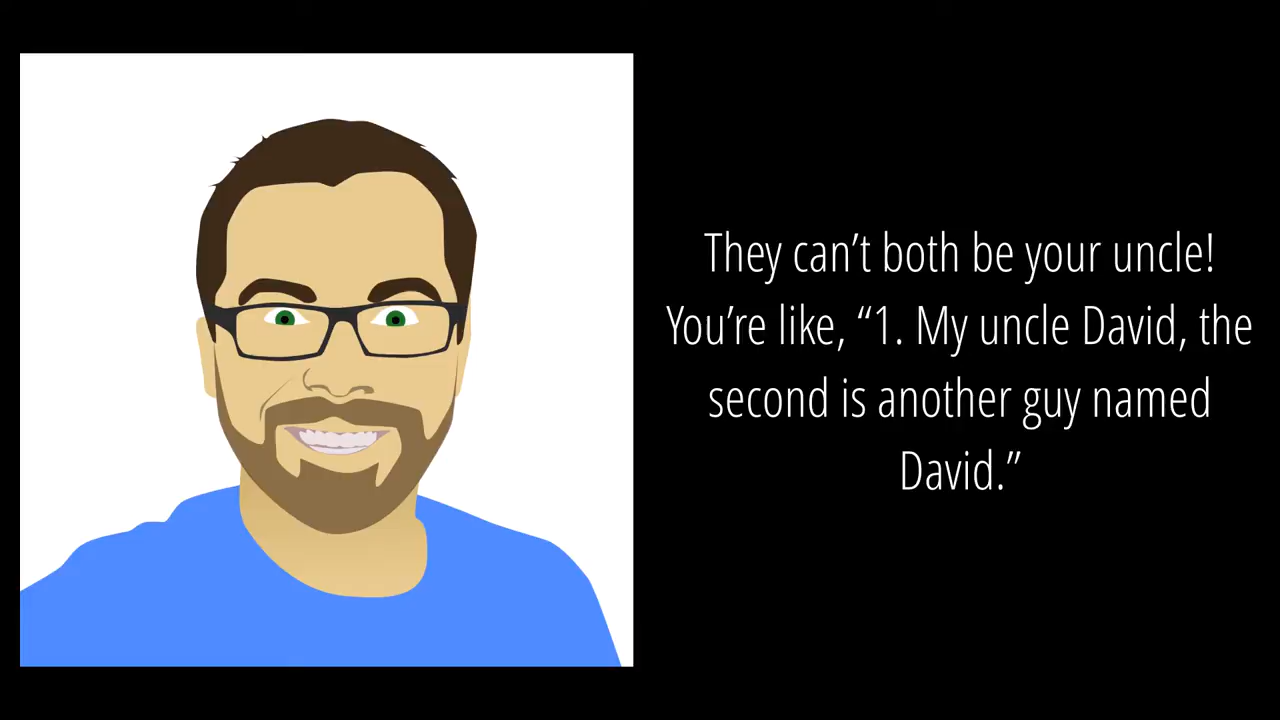 They can’t both be your uncle!
You’re like, “1. My uncle David, the
second is another guy named
David.”